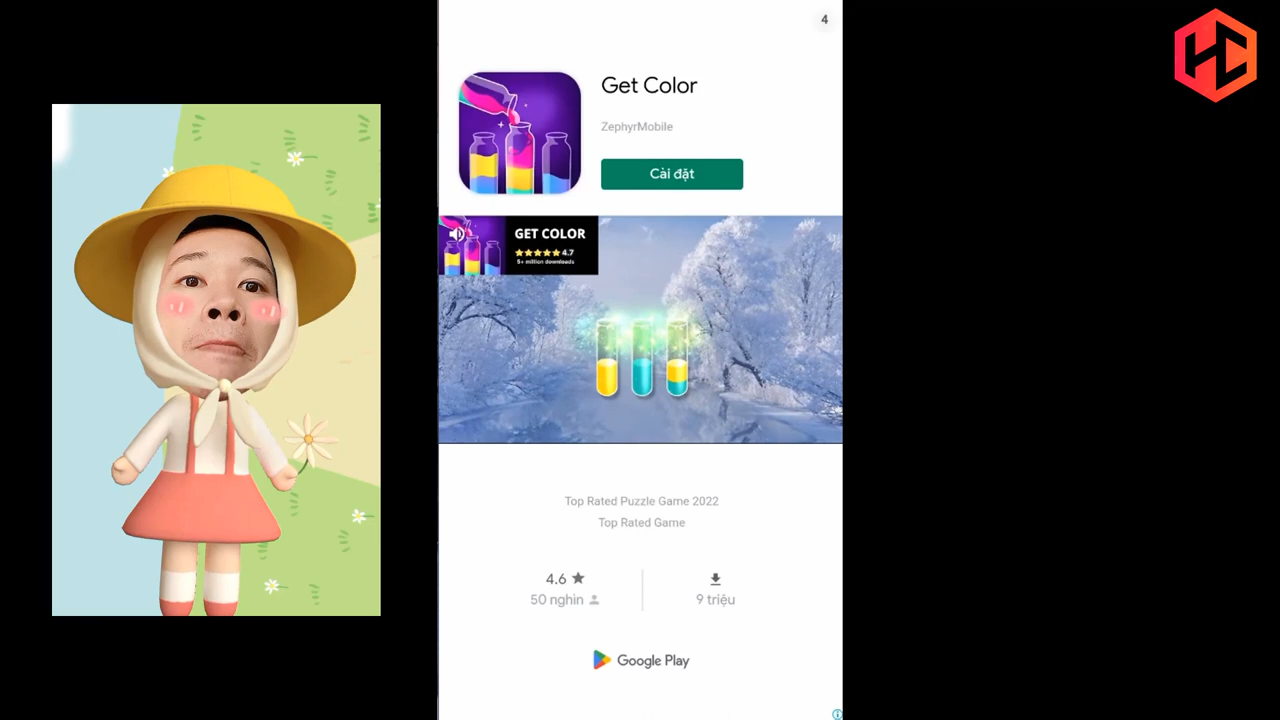 4
Get Color
ZephyrMobile
Cài đặt
GET COLOR
4.7
5+ million downloads
Top Rated Puzzle Game 2022
Top Rated Game
4.6
50 nghìn
9 triệu
Google Play
HC